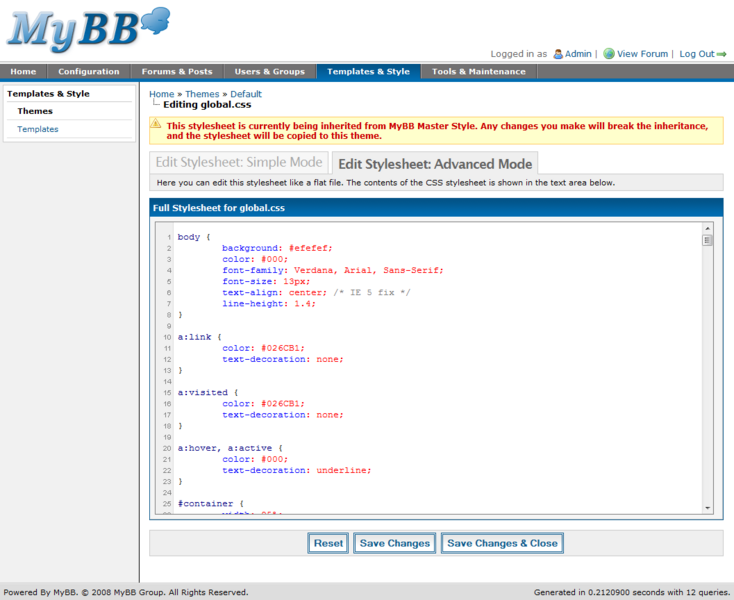 MyBB
Logged in as Admin | View Forum | Log Out
Home Configuration Forums & Posts Users & Groups Templates & Style Tools & Maintenance
Templates & Style
Themes
Templates
Home » Themes » Default
Editing global.css
This stylesheet is currently being inherited from MyBB Master Style. Any changes you make will break the inheritance,
and the stylesheet will be copied to this theme.
Edit Stylesheet: Simple Mode Edit Stylesheet: Advanced Mode
Here you can edit this stylesheet like a flat file. The contents of the CSS stylesheet is shown in the text area below.
Full Stylesheet for global.css
1 body {
2 background: #efefef;
3 color: #000;
4 font-family: Verdana, Arial, Sans-Serif;
5 font-size: 13px;
6 text-align: center; /* IE 5 fix */
7 line-height: 1.4;
8 }
9
10 a:link {
11 color: #026CB1;
12 text-decoration: none;
13 }
14
15 a:visited {
16 color: #026CB1;
17 text-decoration: none;
18 }
19
20 a:hover, a:active {
21 color: #000;
22 text-decoration: underline;
23 }
24
25 #container {
Reset Save Changes Save Changes & Close
Powered By MyBB. © 2008 MyBB Group. All Rights Reserved.
Generated in 0.2120900 seconds with 12 queries.